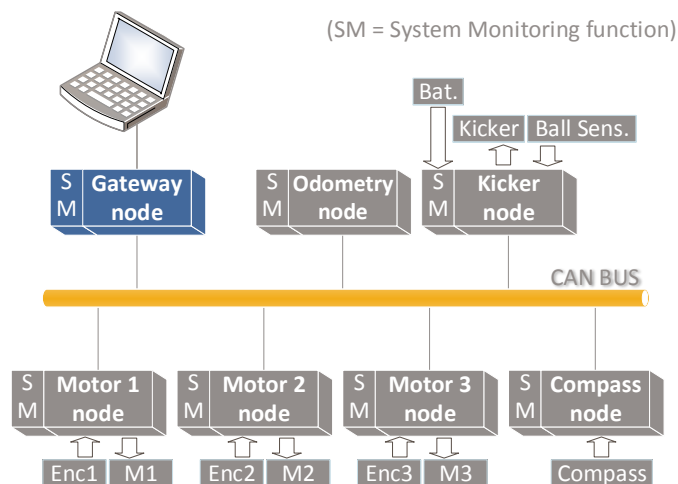 (SM = System Monitoring function)
Bat.
Kicker
Ball Sens.
S M
Gateway
node
S M
Odometry
node
S M
Kicker
node
CAN BUS
S M
Motor 1
node
S M
Motor 2
node
S M
Motor 3
node
S M
Compass
node
Enc1
M1
Enc2
M2
Enc3
M3
Compass